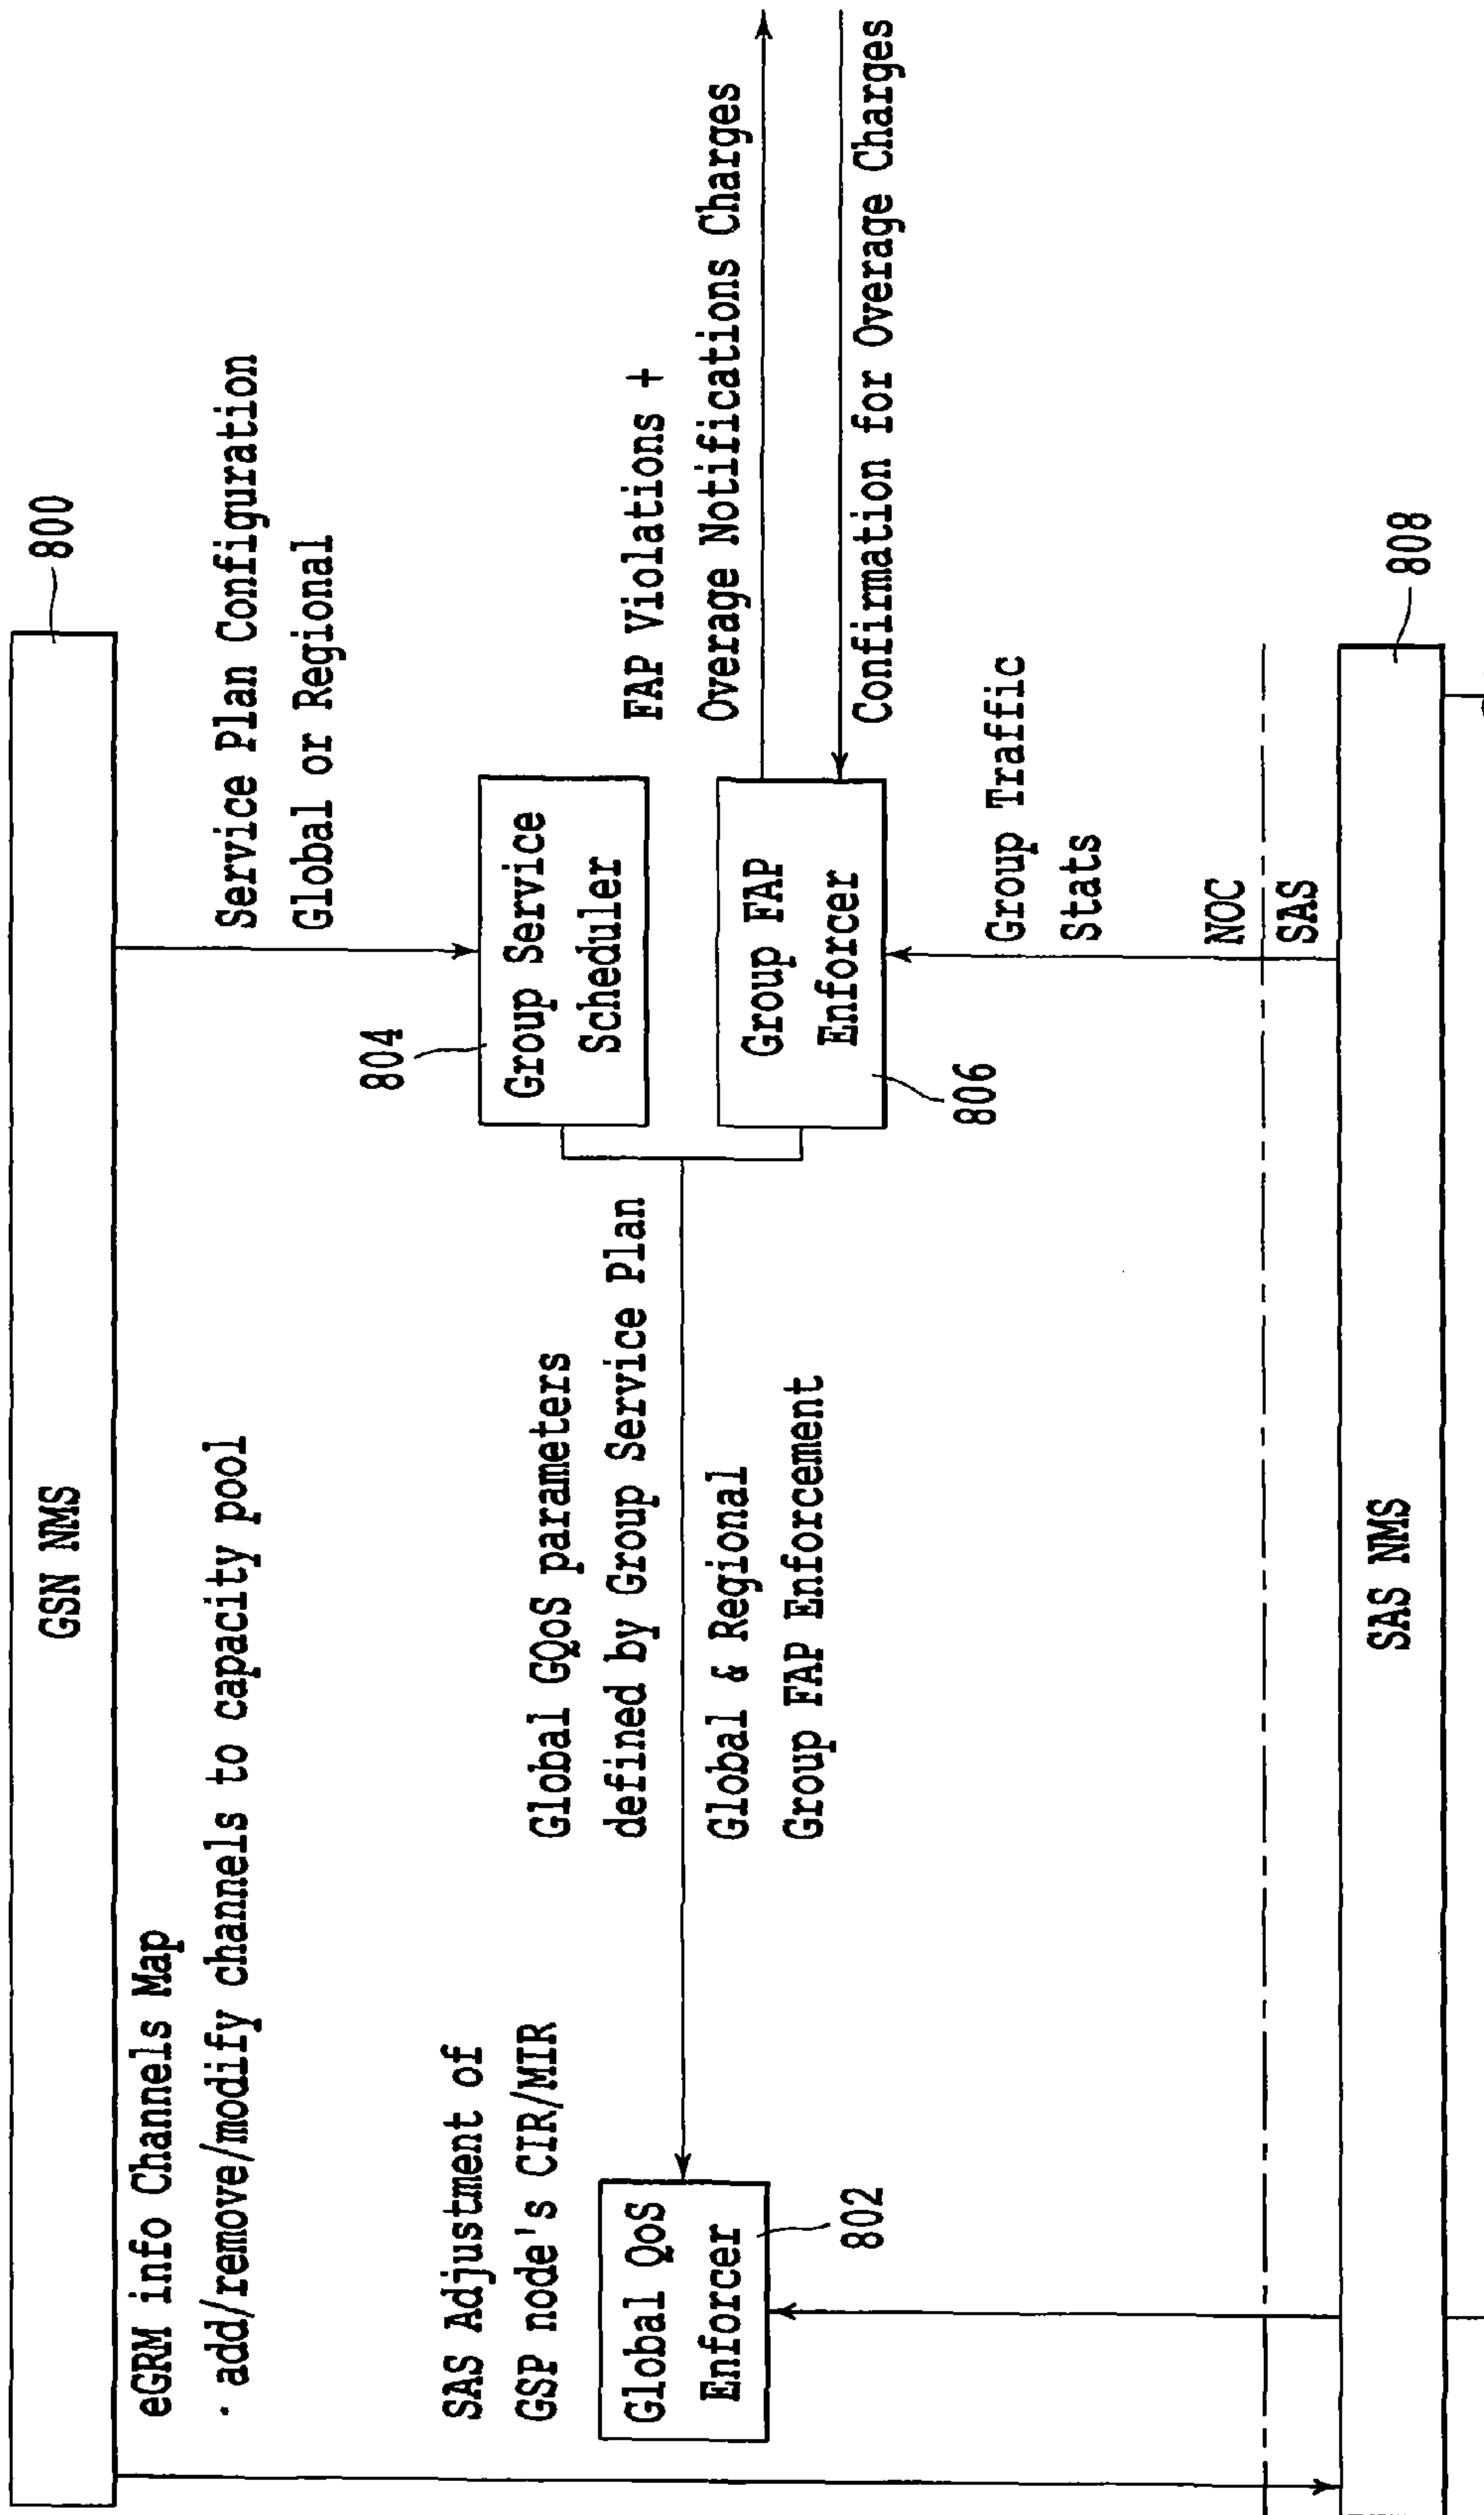 GSN NMS
800
eGRM info Channels Map
· add/remove/modify channels to capacity pool
Service Plan Configuration
Global or Regional
804
SAS Adjustment of
GSP node's CIR/MIR
Global GQoS parameters
defined by Group Service Plan
Group Service
Scheduler
FAP Violations +
Overage Notifications Charges
Global QoS
Enforcer
802
Global & Regional
Group FAP Enforcement
Group FAP
Enforcer
806
Confirmation for Overage Charges
Group Traffic
Stats
NOC
SAS
SAS NMS
808